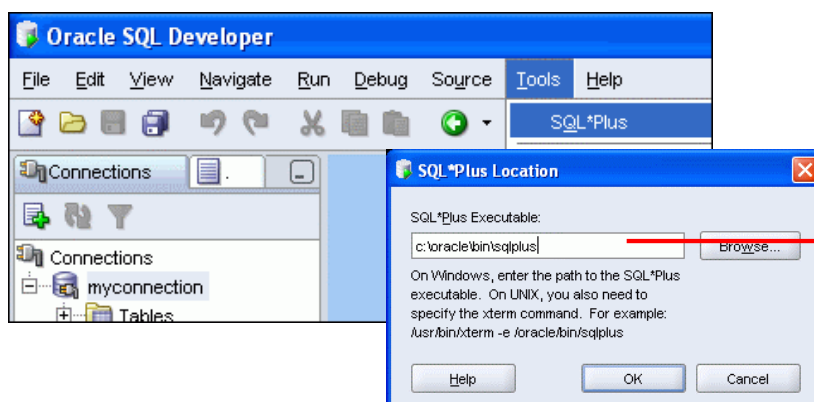 Oracle SQL Developer
File Edit View Navigate Run Debug Source Tools Help
SQL*Plus
Connections .
Connections
myconnection
Tables
SQL*Plus Location
SQL*Plus Executable:
c:\oracle\bin\sqlplus Browse...
On Windows, enter the path to the SQL*Plus
executable. On UNIX, you also need to
specify the xterm command. For example:
/usr/bin/xterm -e /oracle/bin/sqlplus
Help OK Cancel